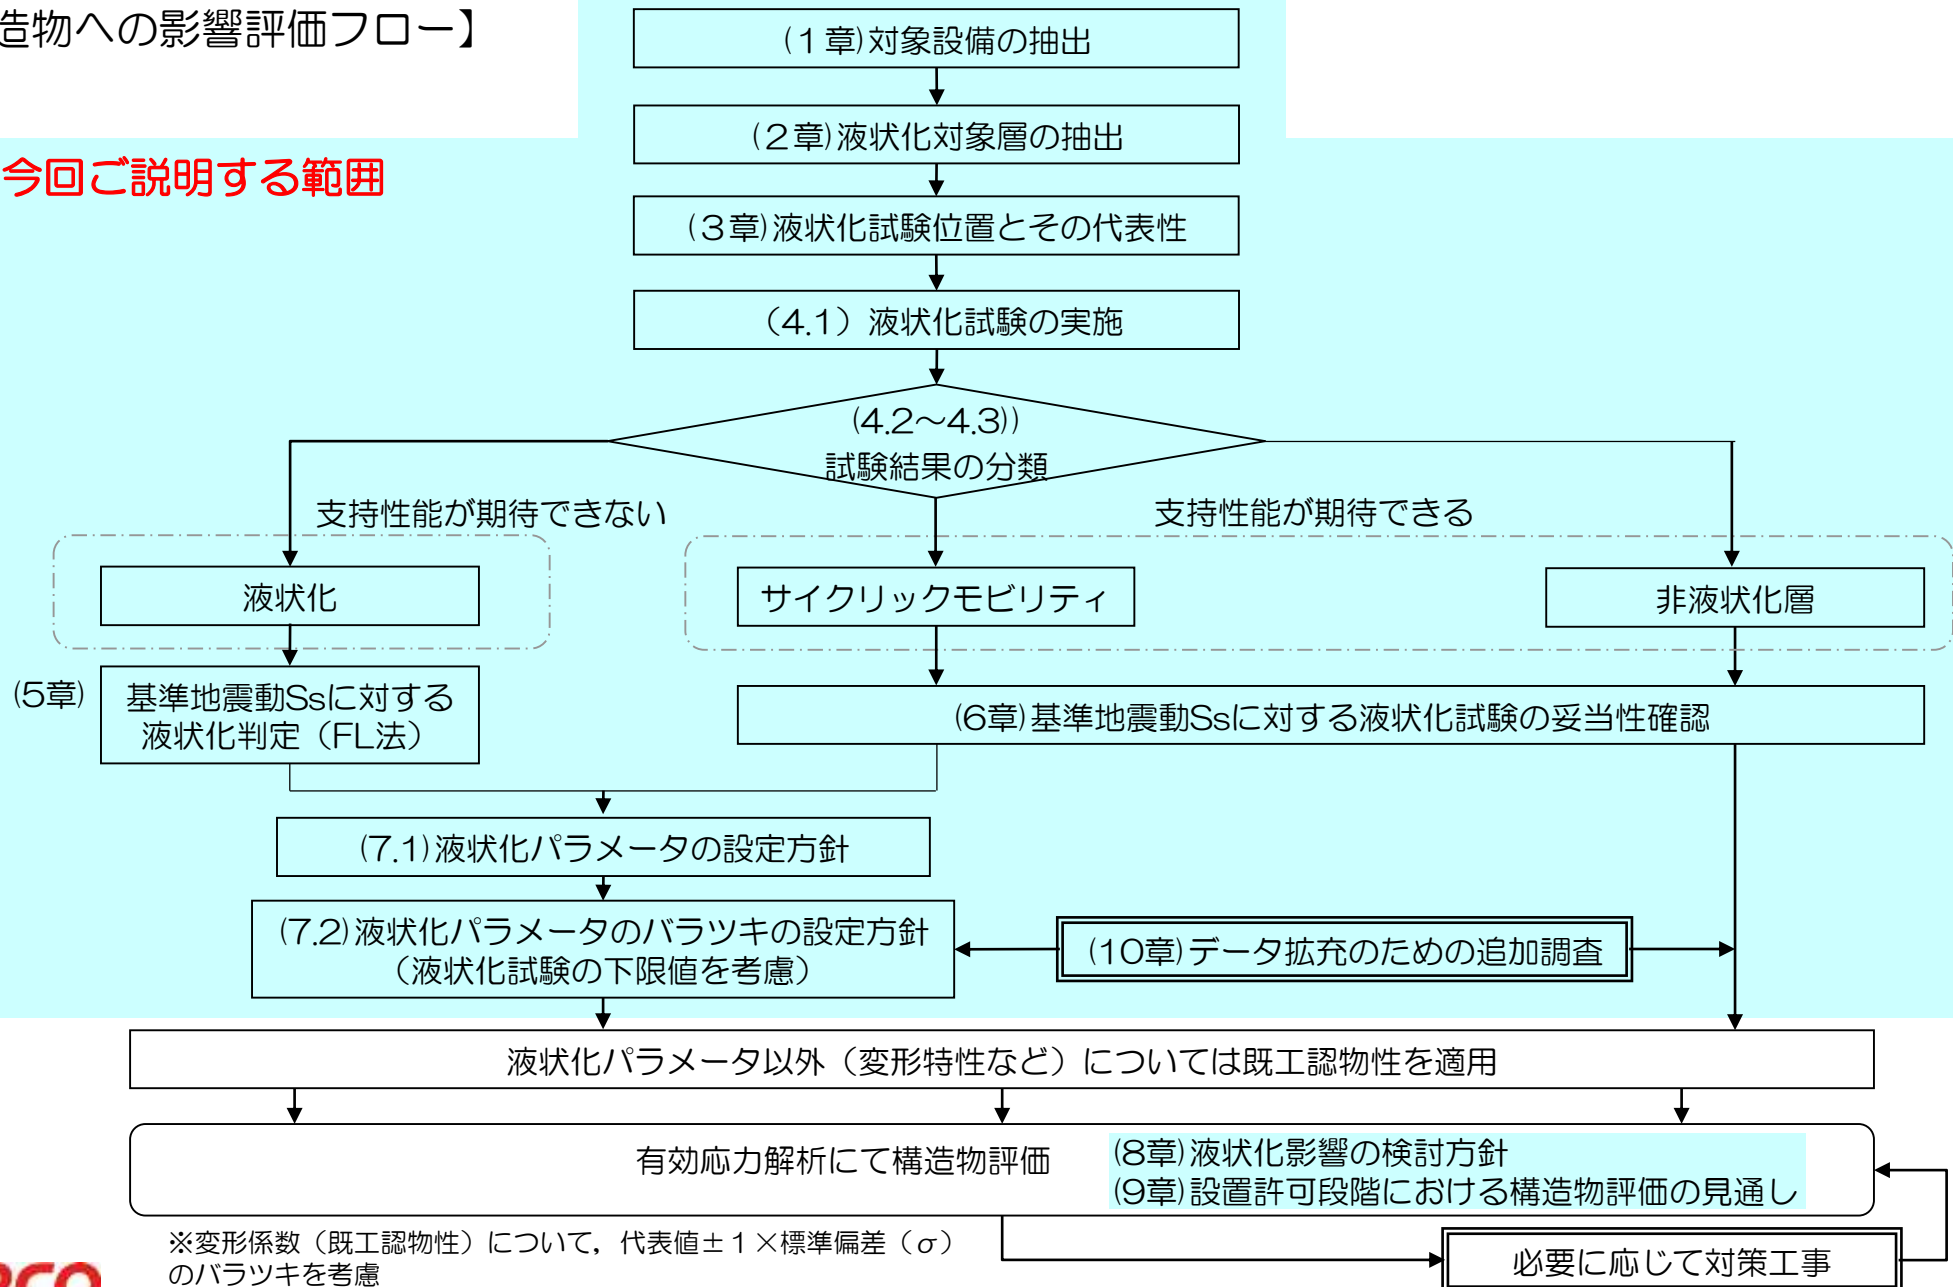 造物への影響評価フロー】
(1章)対象設備の抽出
(2章)液状化対象層の抽出
今回ご説明する範囲
(3章)液状化試験位置とその代表性
(4.1)液状化試験の実施
(4.2～4.3))
試験結果の分類
支持性能が期待できない
支持性能が期待できる
液状化
サイクリックモビリティ
非液状化層
(5章)
基準地震動Ssに対する
液状化判定（FL法）
(6章)基準地震動Ssに対する液状化試験の妥当性確認
(7.1)液状化パラメータの設定方針
(7.2)液状化パラメータのバラツキの設定方針
（液状化試験の下限値を考慮）
(10章)データ拡充のための追加調査
液状化パラメータ以外（変形特性など）については既工認物性を適用
有効応力解析にて構造物評価
(8章)液状化影響の検討方針
(9章)設置許可段階における構造物評価の見通し
※変形係数（既工認物性）について，代表値±1×標準偏差（σ）
のバラツキを考慮
必要に応じて対策工事